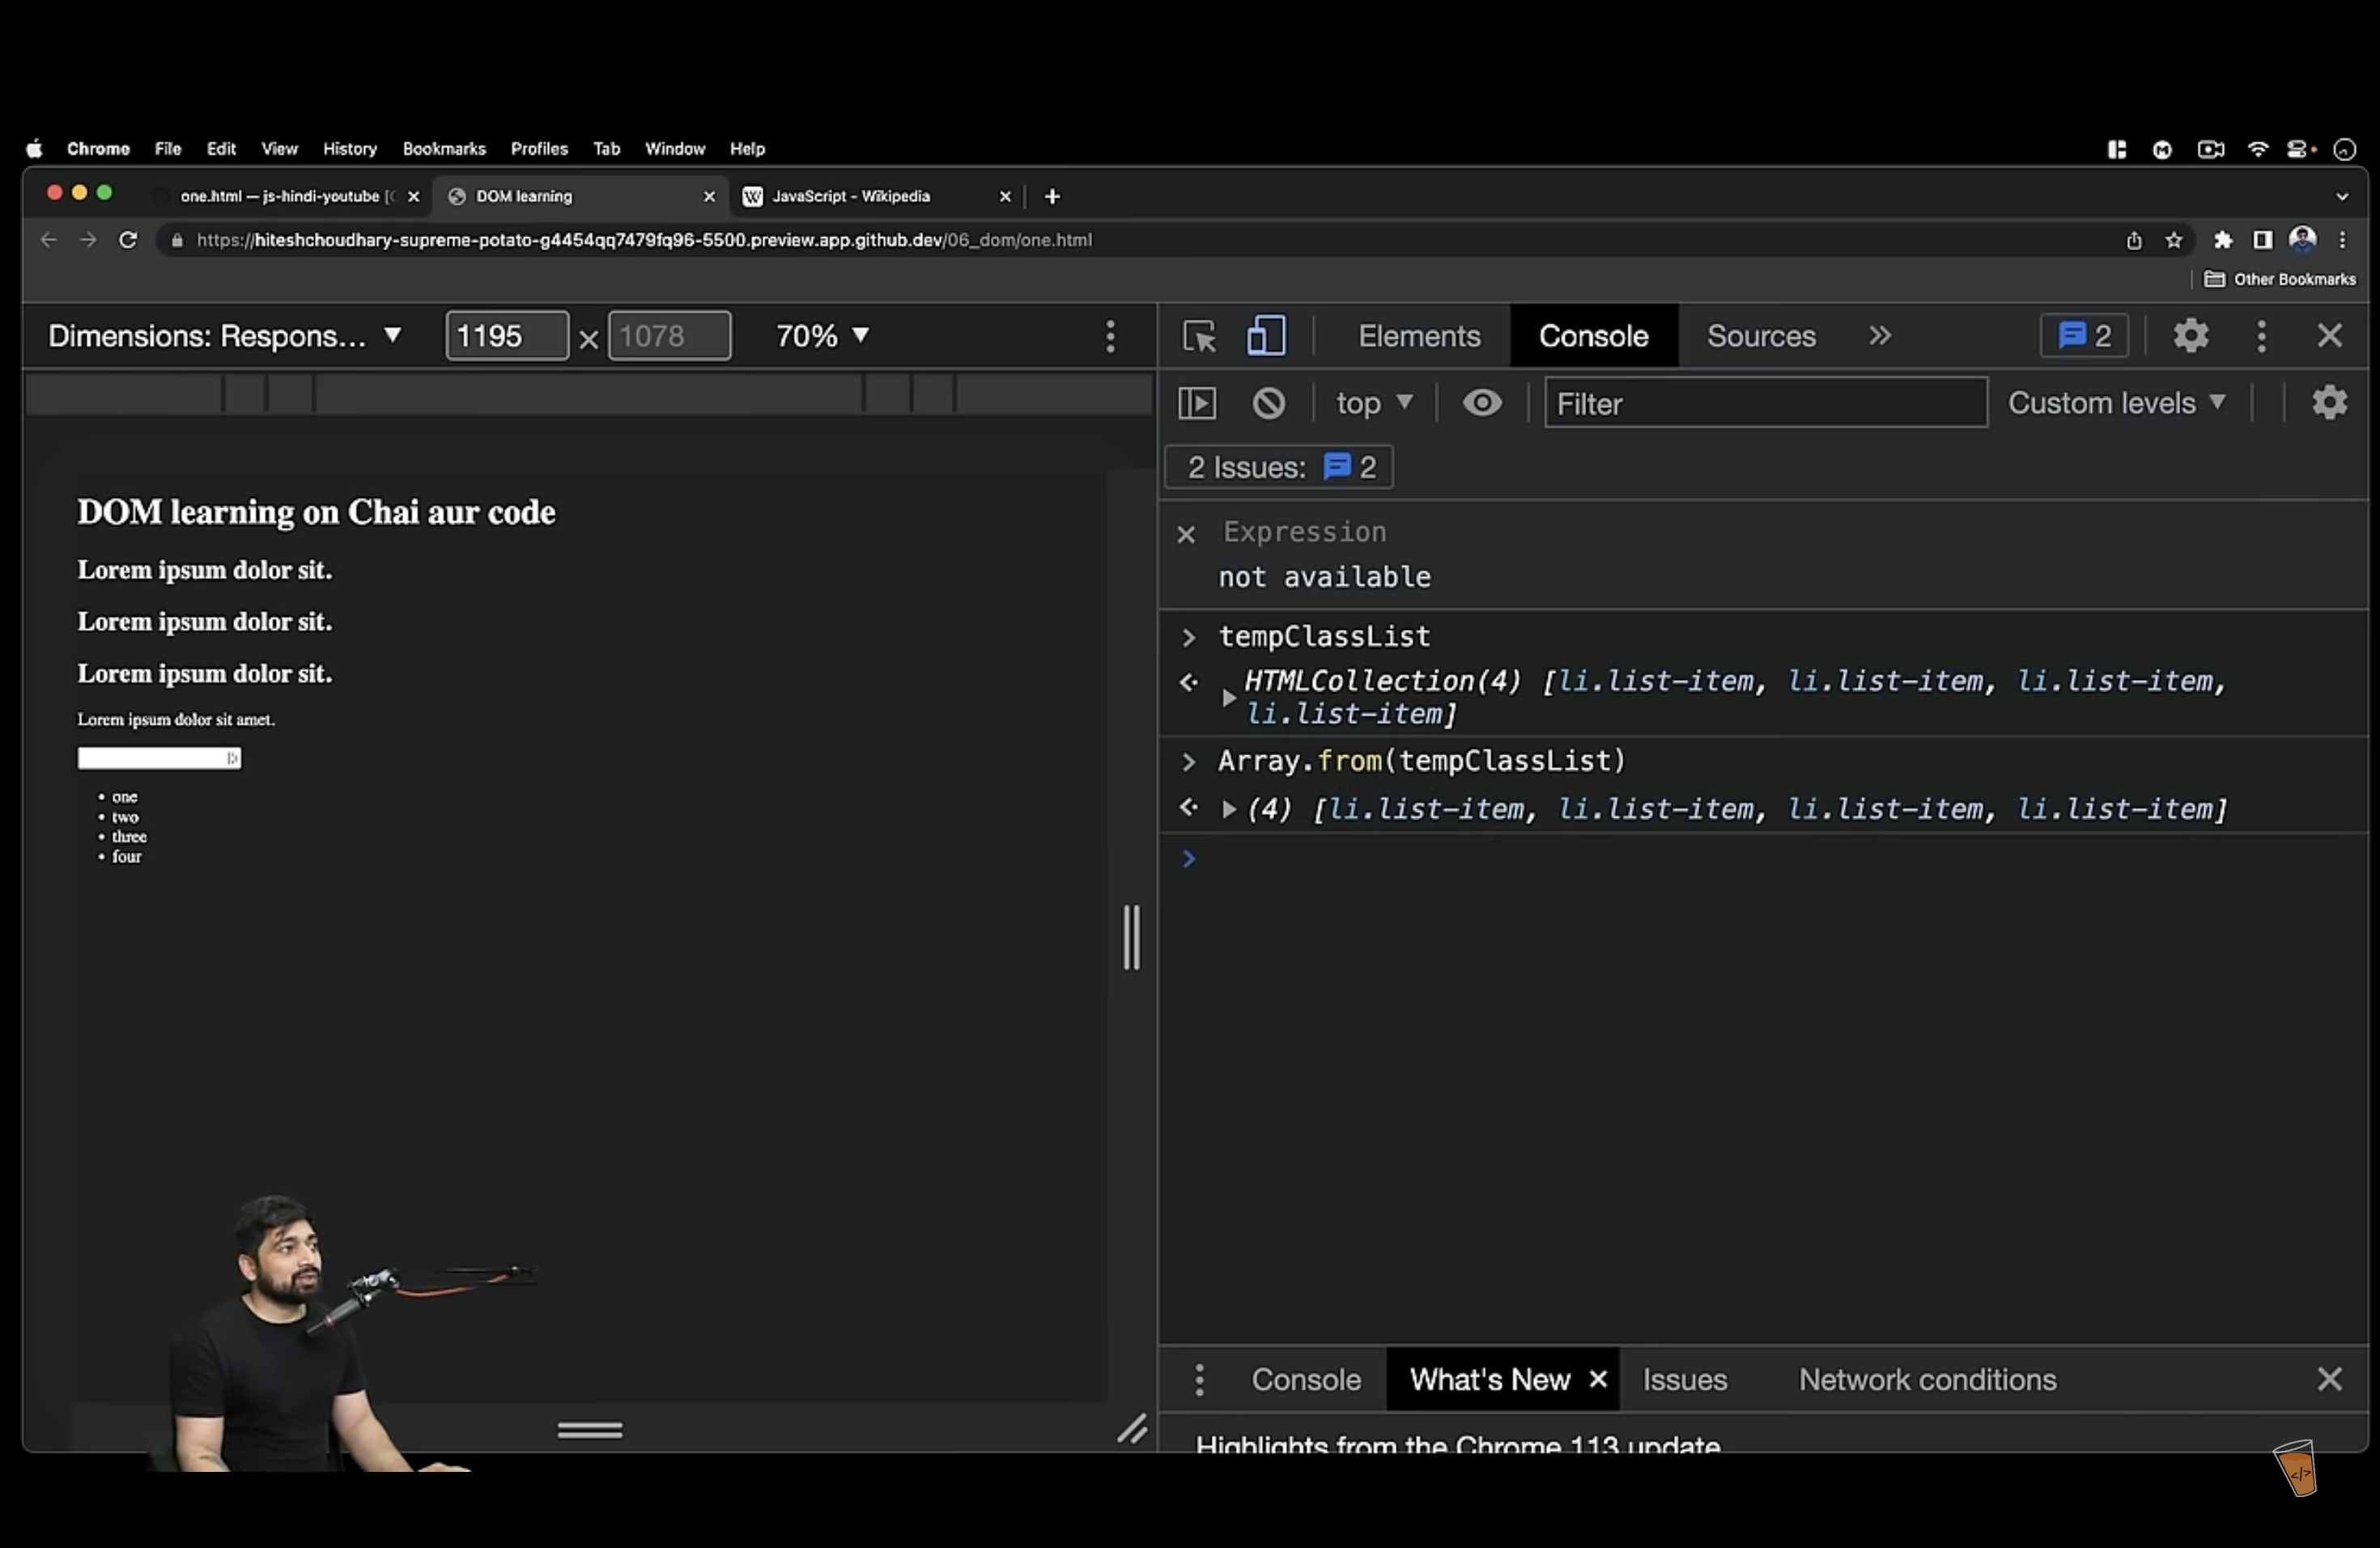 Chrome File Edit View History Bookmarks Profiles Tab Window Help
one.html — js-hindi-youtube [
DOM learning
JavaScript - Wikipedia
https://hiteshchoudhary-supreme-potato-g4454qq7479fq96-5500.preview.app.github.dev/06_dom/one.html
Other Bookmarks
Dimensions: Respons... ▼ 1195 × 1078 70% ▼
Elements Console Sources » 2
top ▼ Filter Custom levels ▼
2 Issues: 2
DOM learning on Chai aur code
Lorem ipsum dolor sit.
Lorem ipsum dolor sit.
Lorem ipsum dolor sit.
Lorem ipsum dolor sit amet.
• one
• two
• three
• four
Expression
not available
> tempClassList
HTMLCollection(4) [li.list-item, li.list-item, li.list-item,
li.list-item]
> Array.from(tempClassList)
(4) [li.list-item, li.list-item, li.list-item, li.list-item]
>
Console What's New × Issues Network conditions
Highlights from the Chrome 113 update
</>